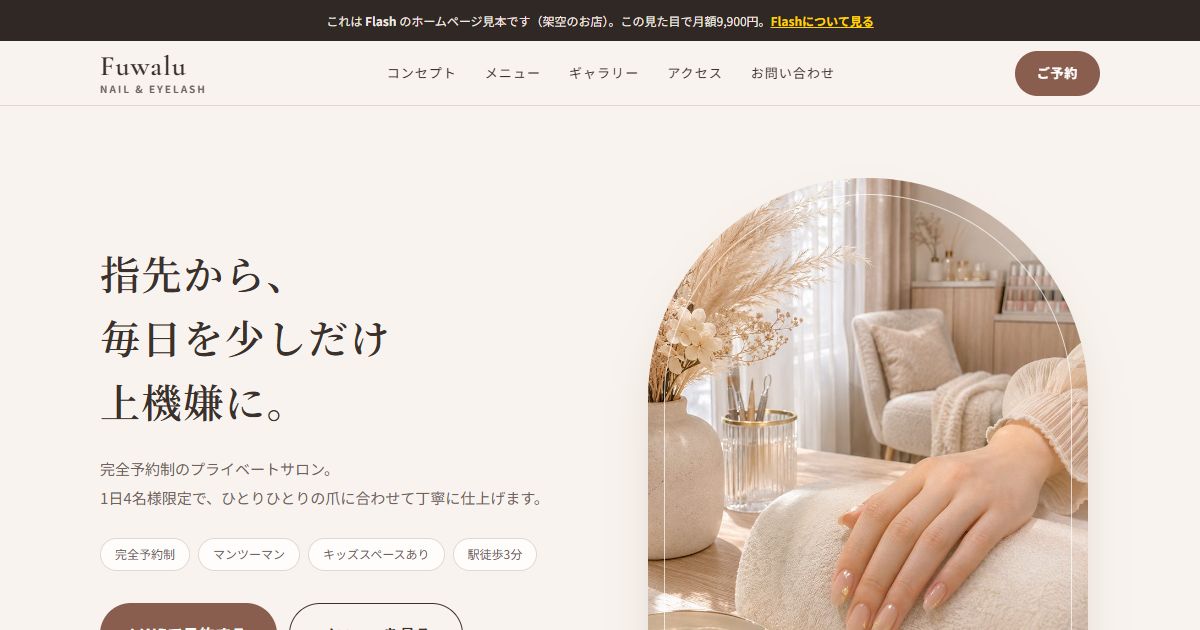 これは Flash のホームページ見本です（架空のお店）。この見た目で月額9,900円。Flashについて見る
Fuwalu
NAIL & EYELASH
コンセプト メニュー ギャラリー アクセス お問い合わせ
ご予約
指先から、
毎日を少しだけ
上機嫌に。
完全予約制のプライベートサロン。
1日4名様限定で、ひとりひとりの爪に合わせて丁寧に仕上げます。
完全予約制 マンツーマン キッズスペースあり 駅徒歩3分